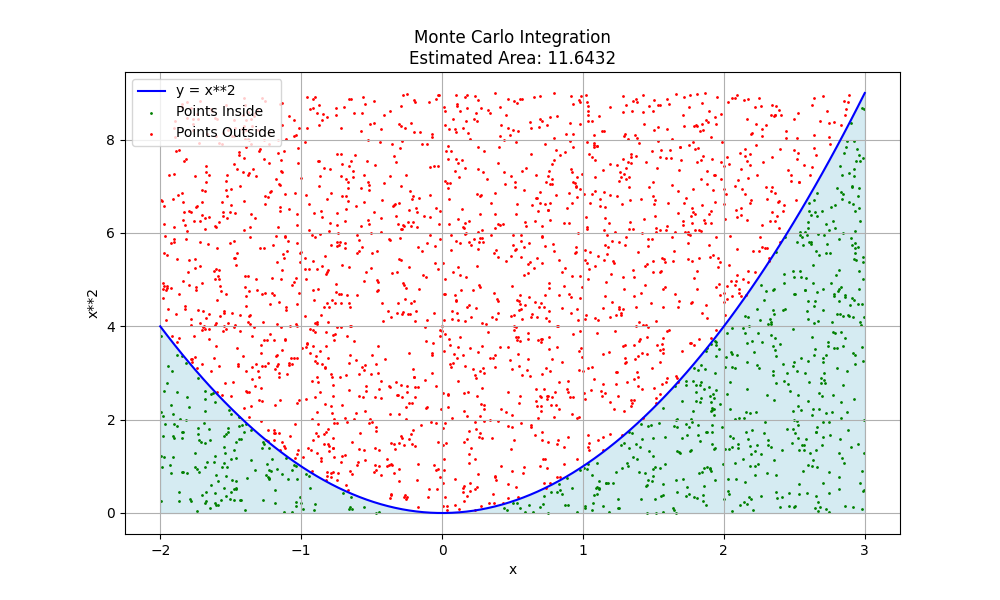 Monte Carlo Integration
Estimated Area: 11.6432
y = x**2
Points Inside
Points Outside
8
6
4
2
0
x**2
−2
−1
0
1
2
3
x